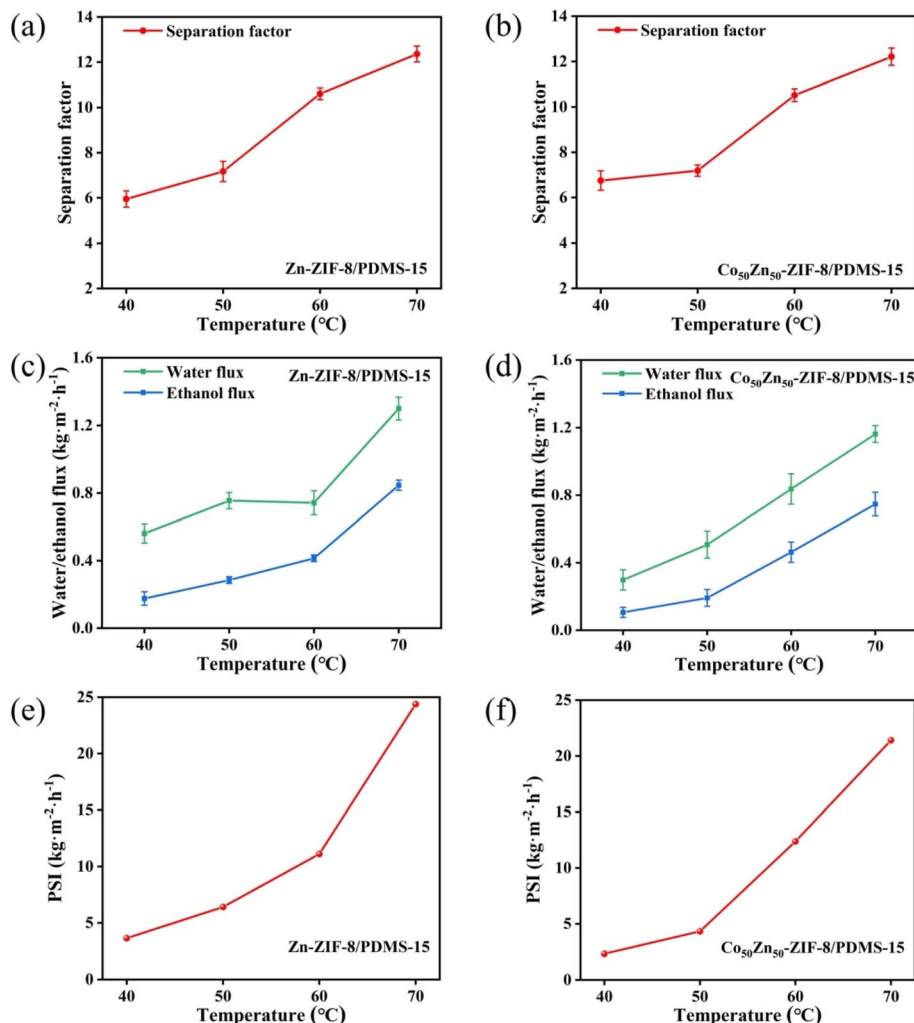 (a)
Separation factor
Separation factor
14
12
10
8
6
4
2
Zn-ZIF-8/PDMS-15
40 50 60 70
Temperature (℃)
(b)
Separation factor
Separation factor
14
12
10
8
6
4
2
Co₅₀Zn₅₀-ZIF-8/PDMS-15
40 50 60 70
Temperature (℃)
(c)
Water flux
Ethanol flux
Zn-ZIF-8/PDMS-15
Water/ethanol flux (kg·m⁻²·h⁻¹)
1.6
1.2
0.8
0.4
0.0
40 50 60 70
Temperature (℃)
(d)
Water flux
Ethanol flux
Co₅₀Zn₅₀-ZIF-8/PDMS-15
Water/ethanol flux (kg·m⁻²·h⁻¹)
1.6
1.2
0.8
0.4
0.0
40 50 60 70
Temperature (℃)
(e)
PSI (kg·m⁻²·h⁻¹)
25
20
15
10
5
0
Zn-ZIF-8/PDMS-15
40 50 60 70
Temperature (℃)
(f)
PSI (kg·m⁻²·h⁻¹)
25
20
15
10
5
0
Co₅₀Zn₅₀-ZIF-8/PDMS-15
40 50 60 70
Temperature (℃)